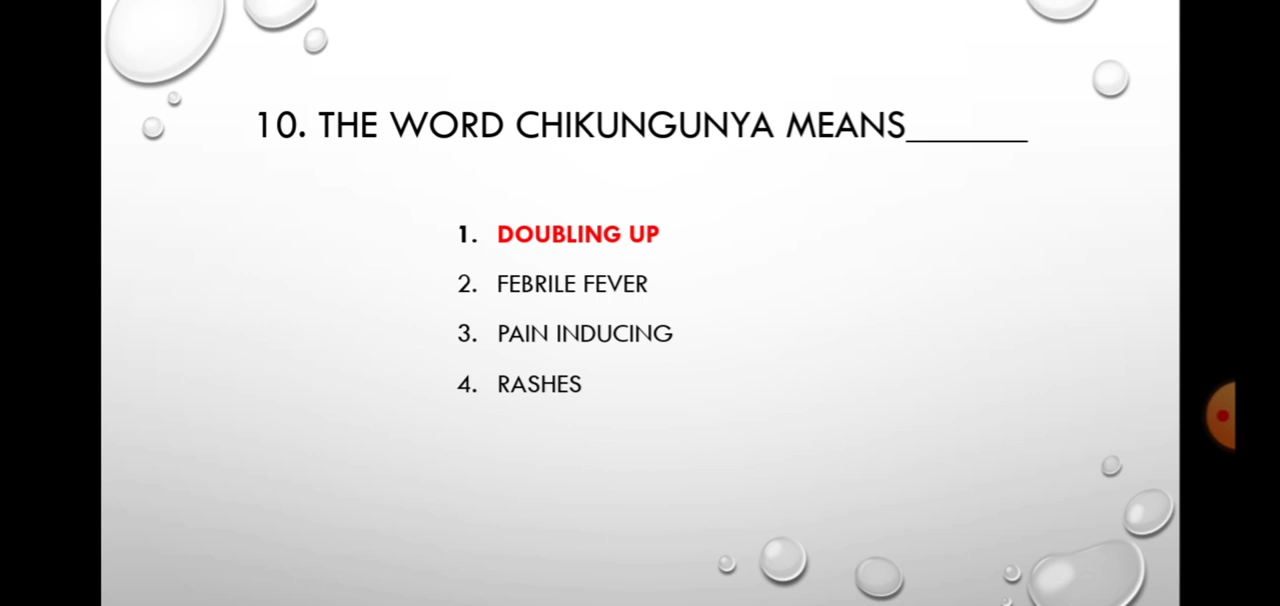 10. THE WORD CHIKUNGUNYA MEANS_______
1. DOUBLING UP
2. FEBRILE FEVER
3. PAIN INDUCING
4. RASHES